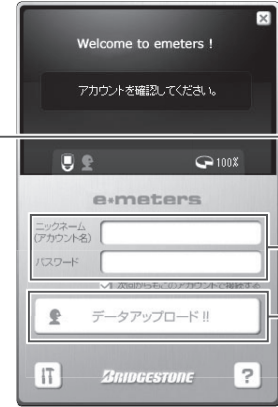 Welcome to emeters !
アカウントを確認してください。
100%
e•meters
ニックネーム
(アカウント名)
パスワード
次回からもこのアカウントで接続する
データアップロード !!
BRIDGESTONE
?